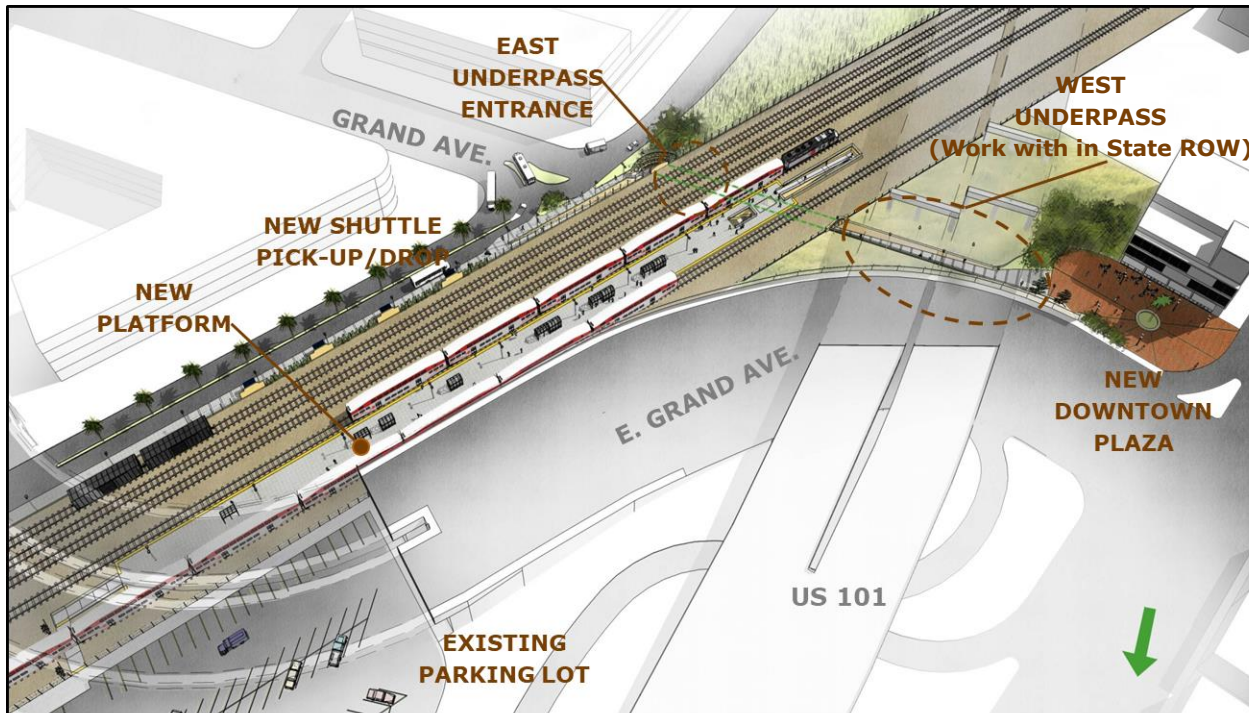 EAST
UNDERPASS
ENTRANCE
WEST
UNDERPASS
(Work with in State ROW)
GRAND AVE.
NEW SHUTTLE
PICK-UP/DROP
NEW
PLATFORM
E. GRAND AVE.
NEW
DOWNTOWN
PLAZA
US 101
EXISTING
PARKING LOT